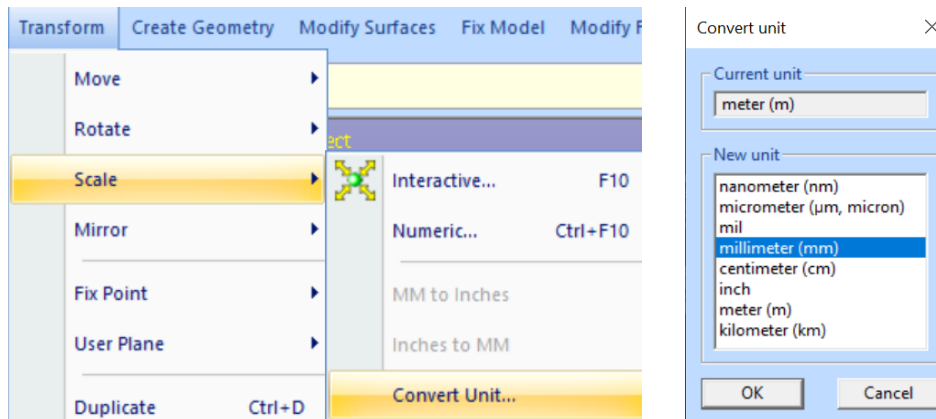 Transform Create Geometry Modify Surfaces Fix Model Modify F
Move
Rotate
ect
Scale
Interactive... F10
Mirror
Numeric... Ctrl+F10
Fix Point
MM to Inches
User Plane
Inches to MM
Duplicate Ctrl+D
Convert Unit...
Convert unit
Current unit
meter (m)
New unit
nanometer (nm)
micrometer (µm, micron)
mil
millimeter (mm)
centimeter (cm)
inch
meter (m)
kilometer (km)
OK Cancel